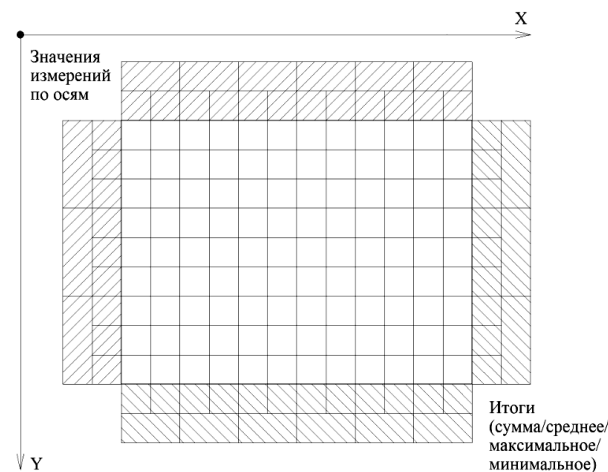 X
Значения
измерений
по осям
Итоги
(сумма/среднее/
максимальное/
минимальное)
Y